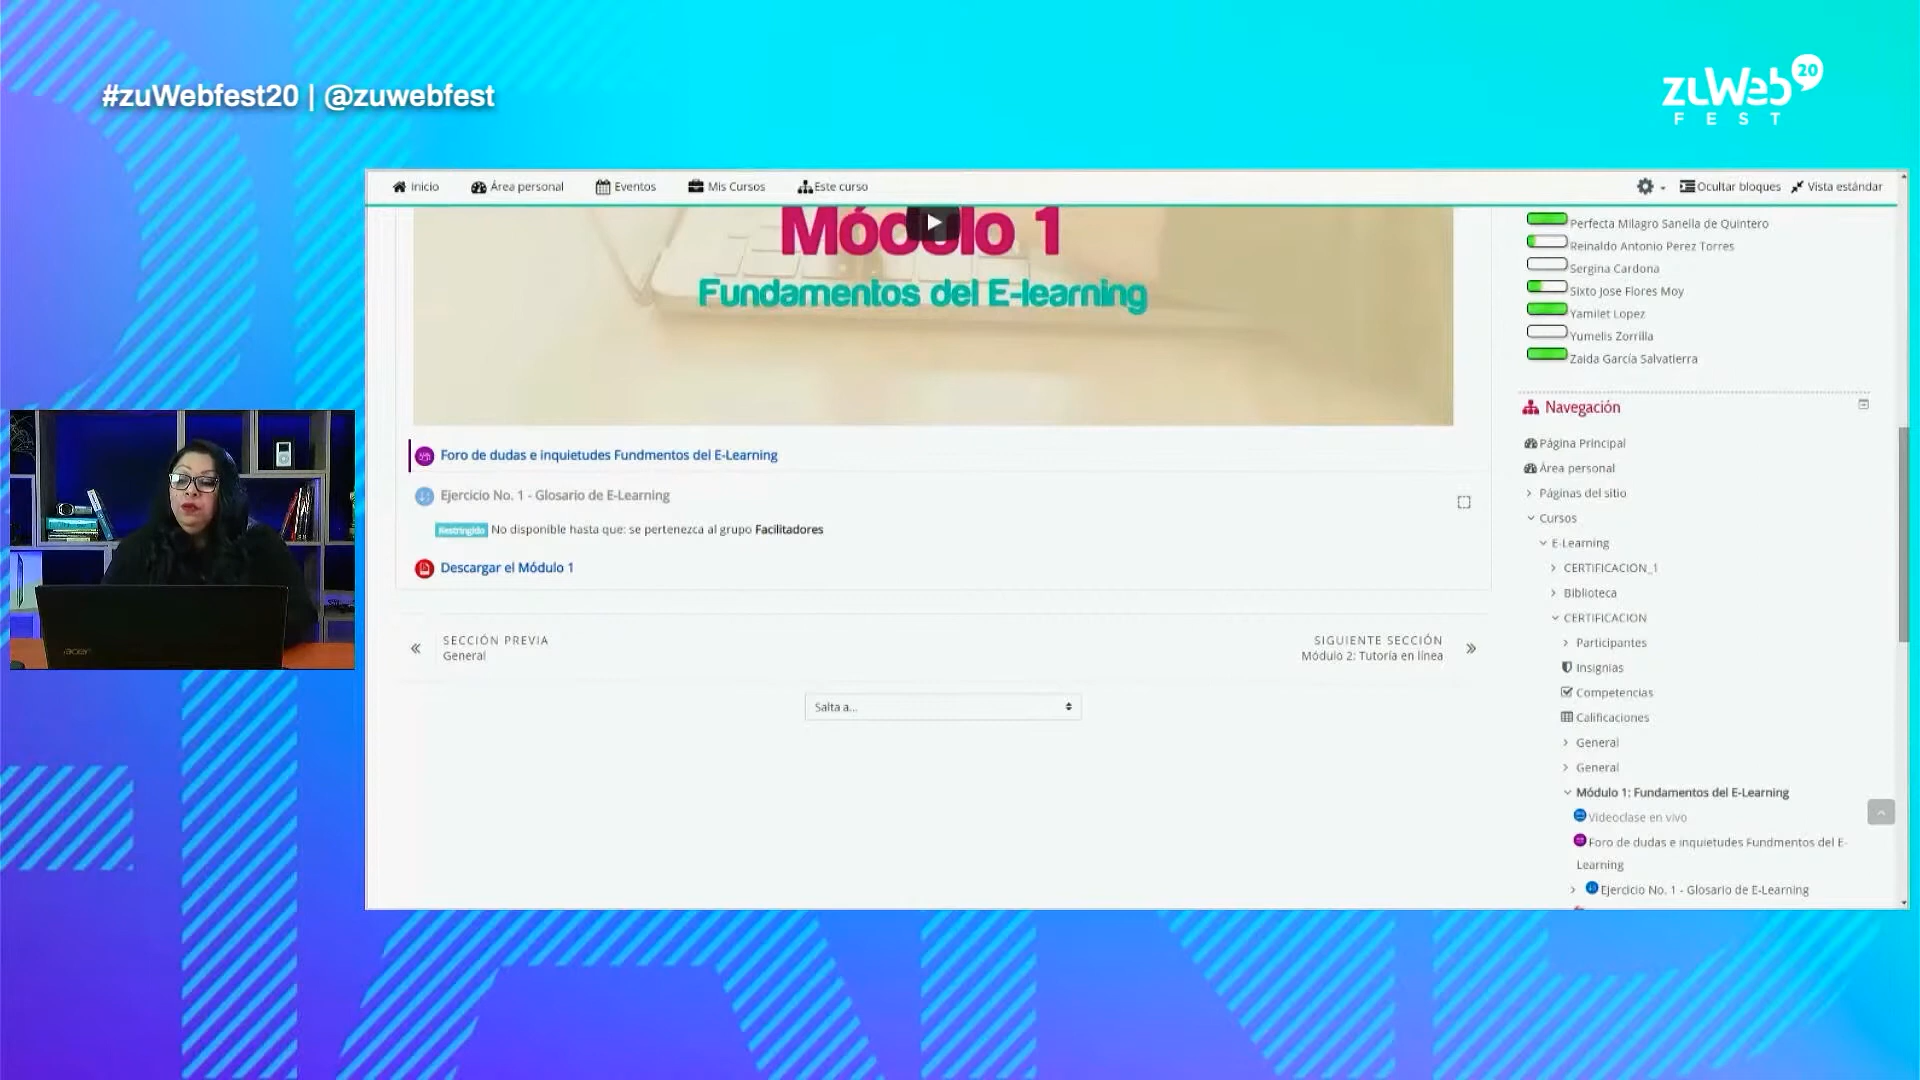 #zuWebfest20 | @zuwebfest
zuWeb 20
FEST
Inicio
Área personal
Eventos
Mis Cursos
Este curso
Ocultar bloques
Vista estándar
Módulo 1
Fundamentos del E-learning
Foro de dudas e inquietudes Fundmentos del E-Learning
Ejercicio No. 1 - Glosario de E-Learning
Restringido No disponible hasta que: se pertenezca al grupo Facilitadores
Descargar el Módulo 1
SECCIÓN PREVIA
General
SIGUIENTE SECCIÓN
Módulo 2: Tutoría en línea
Salta a...
Perfecta Milagro Sanella de Quintero
Reinaldo Antonio Perez Torres
Sergina Cardona
Sixto Jose Flores Moy
Yamilet Lopez
Yumelis Zorrilla
Zaida García Salvatierra
Navegación
Página Principal
Área personal
Páginas del sitio
Cursos
E-Learning
CERTIFICACION_1
Biblioteca
CERTIFICACION
Participantes
Insignias
Competencias
Calificaciones
General
General
Módulo 1: Fundamentos del E-Learning
Videoclase en vivo
Foro de dudas e inquietudes Fundmentos del E-
Learning
Ejercicio No. 1 - Glosario de E-Learning
acer